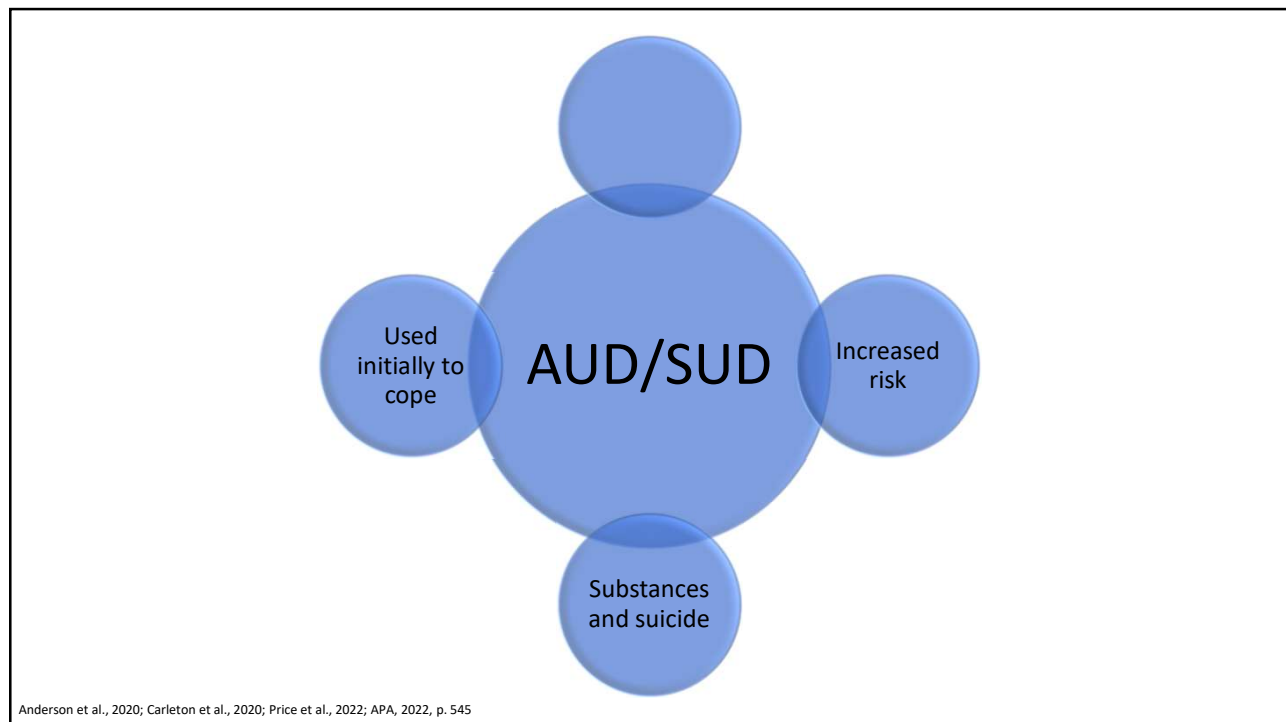 Used
initially to
cope
AUD/SUD
Increased
risk
Substances
and suicide
Anderson et al., 2020; Carleton et al., 2020; Price et al., 2022; APA, 2022, p. 545